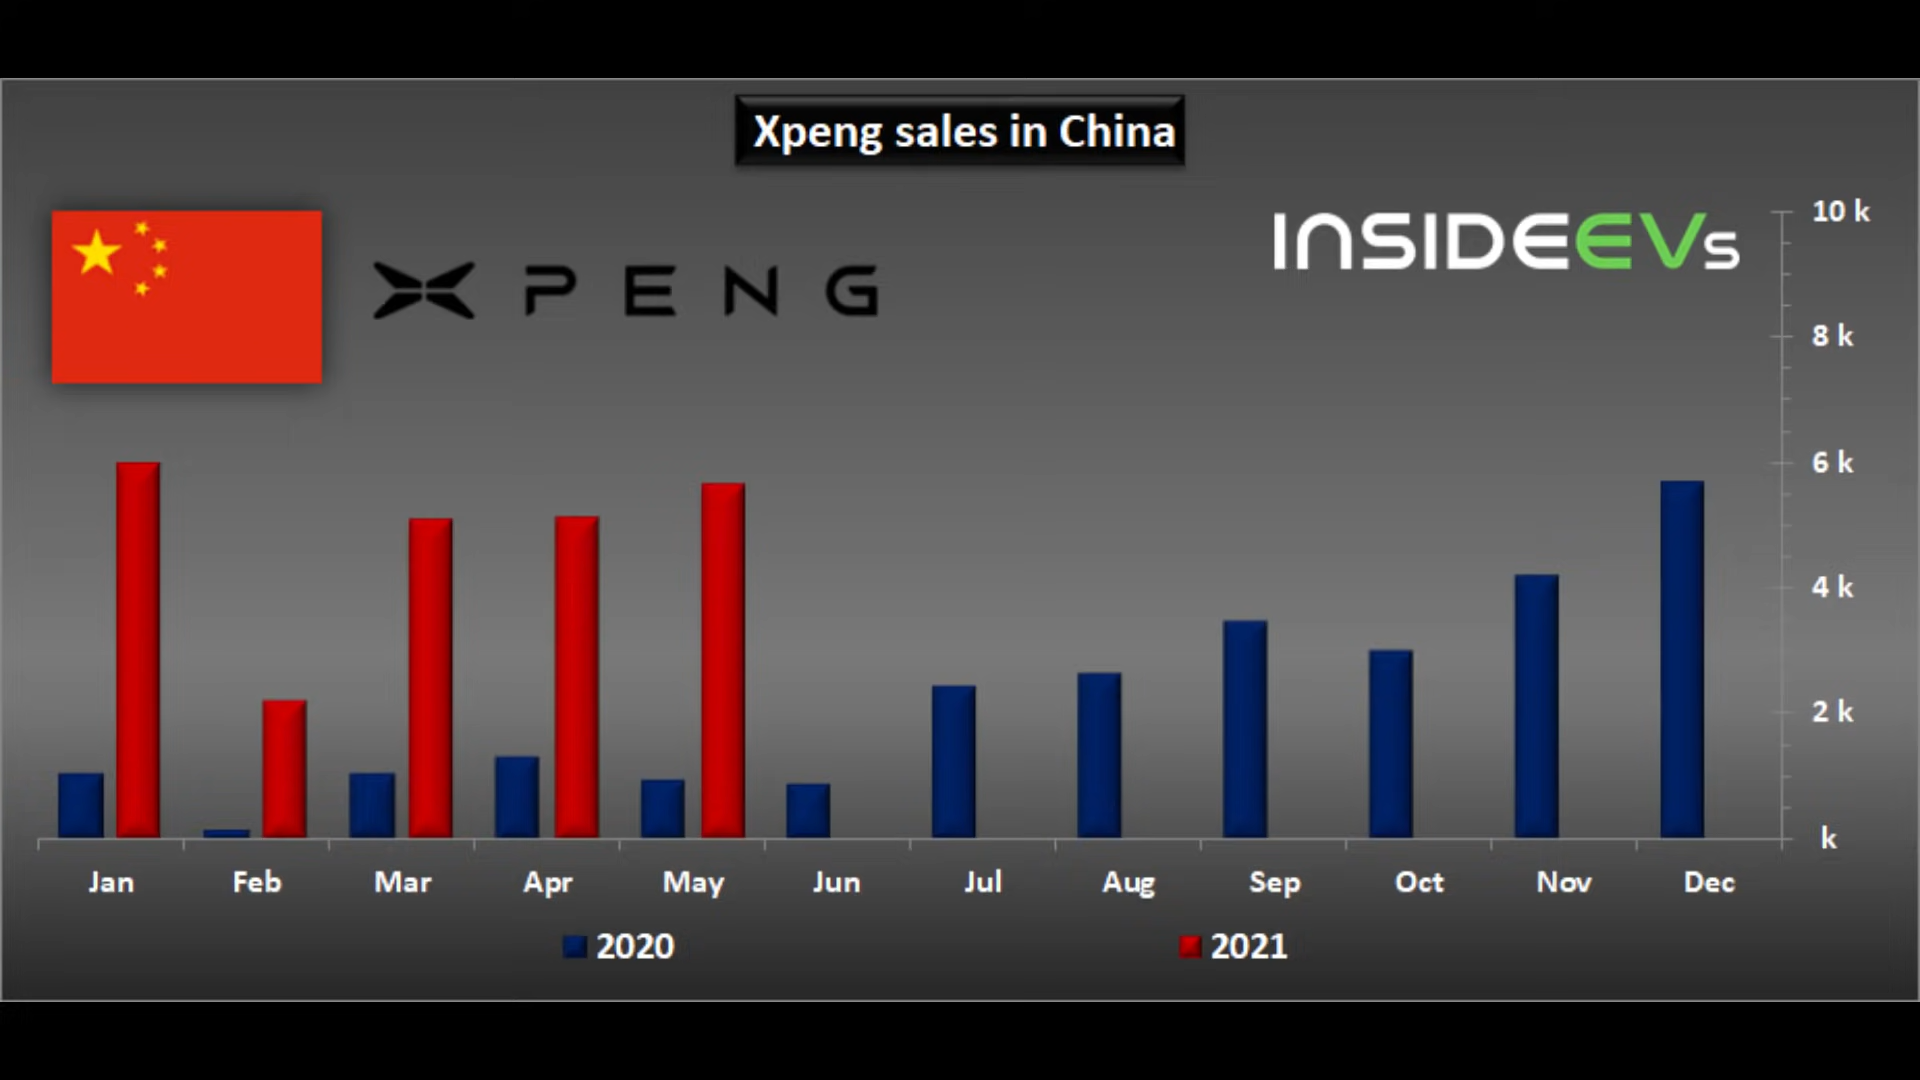 Xpeng sales in China
XPENG
INSIDEEVs
10 k
8 k
6 k
4 k
2 k
k
Jan Feb Mar Apr May Jun Jul Aug Sep Oct Nov Dec
2020 2021